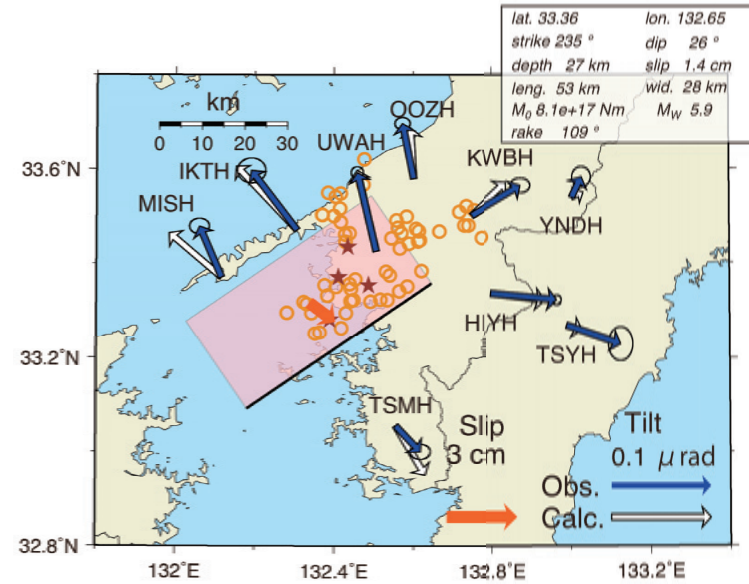 lat. 33.36 lon. 132.65
strike 235 º dip 26 º
depth 27 km slip 1.4 cm
leng. 53 km wid. 28 km
M0 8.1e+17 Nm MW 5.9
rake 109 º
km
0 10 20 30
OOZH
UWAH
IKTH
KWBH
MISH
YNDH
HIYH
TSYH
TSMH
Slip
3 cm
Tilt
0.1 μ rad
Obs.
Calc.
33.6˚N
33.2˚N
32.8˚N
132˚E 132.4˚E 132.8˚E 133.2˚E